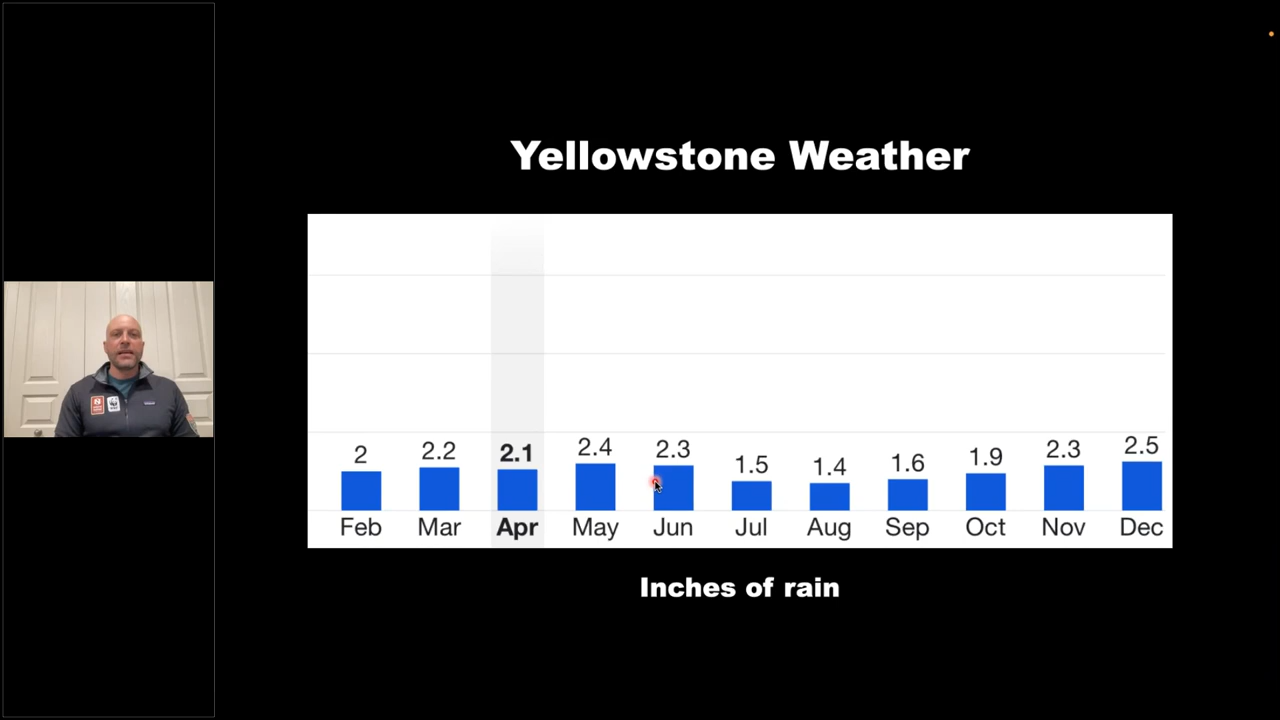 Yellowstone Weather
2 2.2 2.1 2.4 2.3 1.5 1.4 1.6 1.9 2.3 2.5
Feb Mar Apr May Jun Jul Aug Sep Oct Nov Dec
Inches of rain